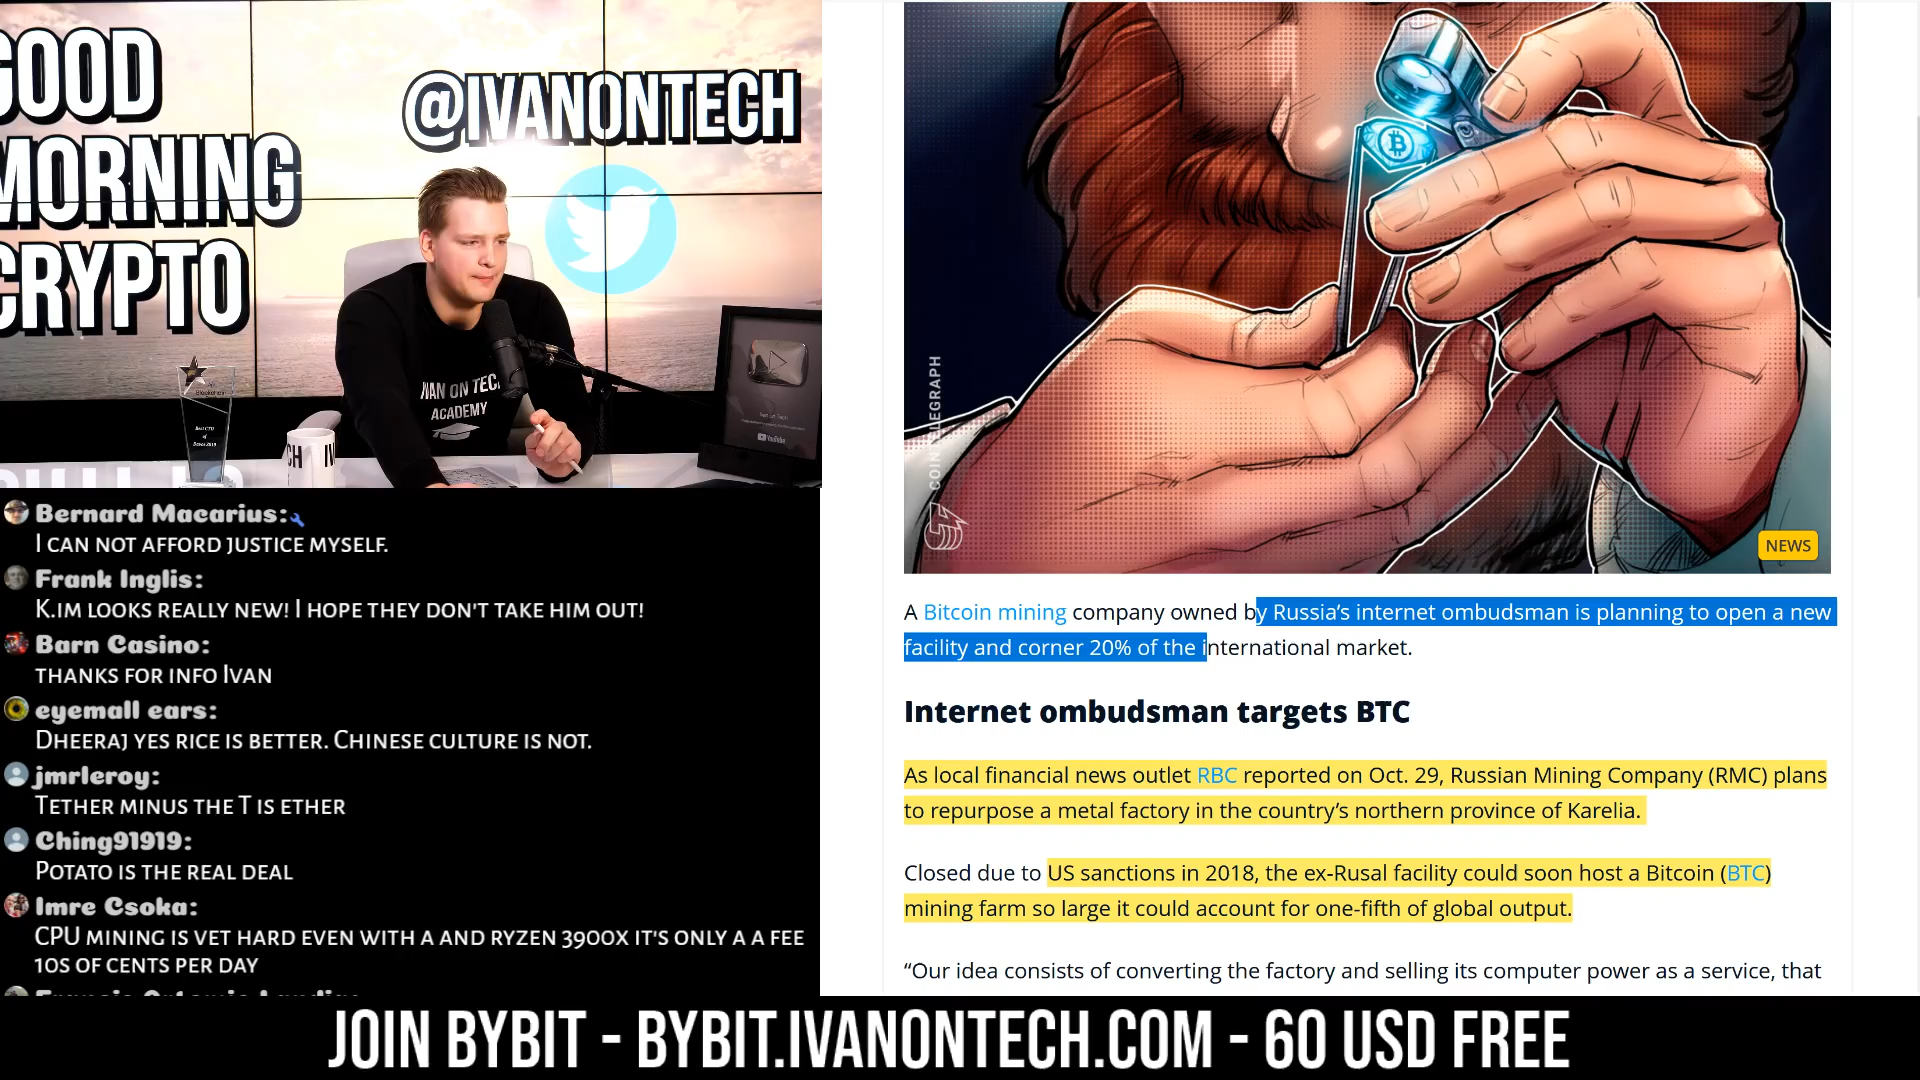 GOOD
MORNING
CRYPTO
@IVANONTECH
IVAN ON TECH
ACADEMY
YouTube
Bernard Macarius:
I CAN NOT AFFORD JUSTICE MYSELF.
Frank Inglis:
K.IM LOOKS REALLY NEW! I HOPE THEY DON'T TAKE HIM OUT!
Barn Casino:
THANKS FOR INFO IVAN
eyemall ears:
DHEERAJ YES RICE IS BETTER. CHINESE CULTURE IS NOT.
jmrleroy:
TETHER MINUS THE T IS ETHER
Ching91919:
POTATO IS THE REAL DEAL
Imre Csoka:
CPU MINING IS VET HARD EVEN WITH A AND RYZEN 3900X IT'S ONLY A A FEE
10S OF CENTS PER DAY
COINTELEGRAPH
NEWS
A Bitcoin mining company owned by Russia’s internet ombudsman is planning to open a new
facility and corner 20% of the international market.
Internet ombudsman targets BTC
As local financial news outlet RBC reported on Oct. 29, Russian Mining Company (RMC) plans
to repurpose a metal factory in the country’s northern province of Karelia.
Closed due to US sanctions in 2018, the ex-Rusal facility could soon host a Bitcoin (BTC)
mining farm so large it could account for one-fifth of global output.
“Our idea consists of converting the factory and selling its computer power as a service, that
JOIN BYBIT - BYBIT.IVANONTECH.COM - 60 USD FREE